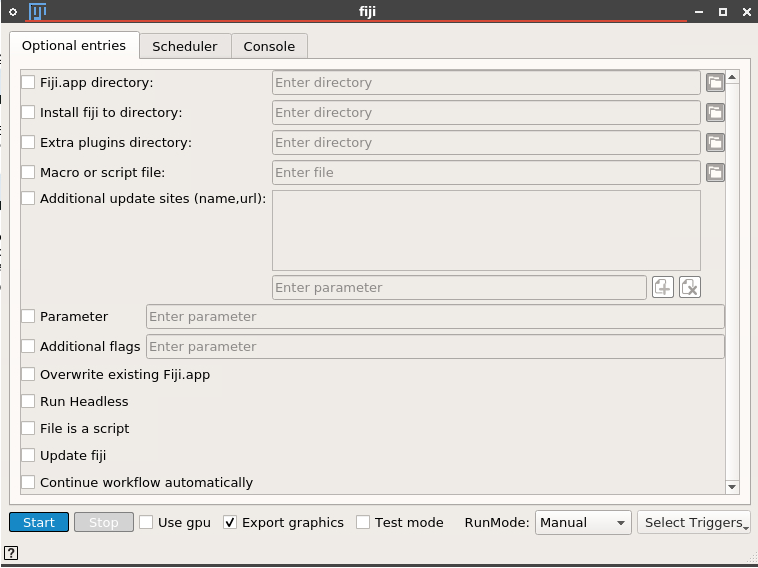 fiji
Optional entries Scheduler Console
Fiji.app directory: Enter directory
Install fiji to directory: Enter directory
Extra plugins directory: Enter directory
Macro or script file: Enter file
Additional update sites (name,url):
Enter parameter
Parameter Enter parameter
Additional flags Enter parameter
Overwrite existing Fiji.app
Run Headless
File is a script
Update fiji
Continue workflow automatically
Start Stop Use gpu Export graphics Test mode RunMode: Manual Select Triggers
?